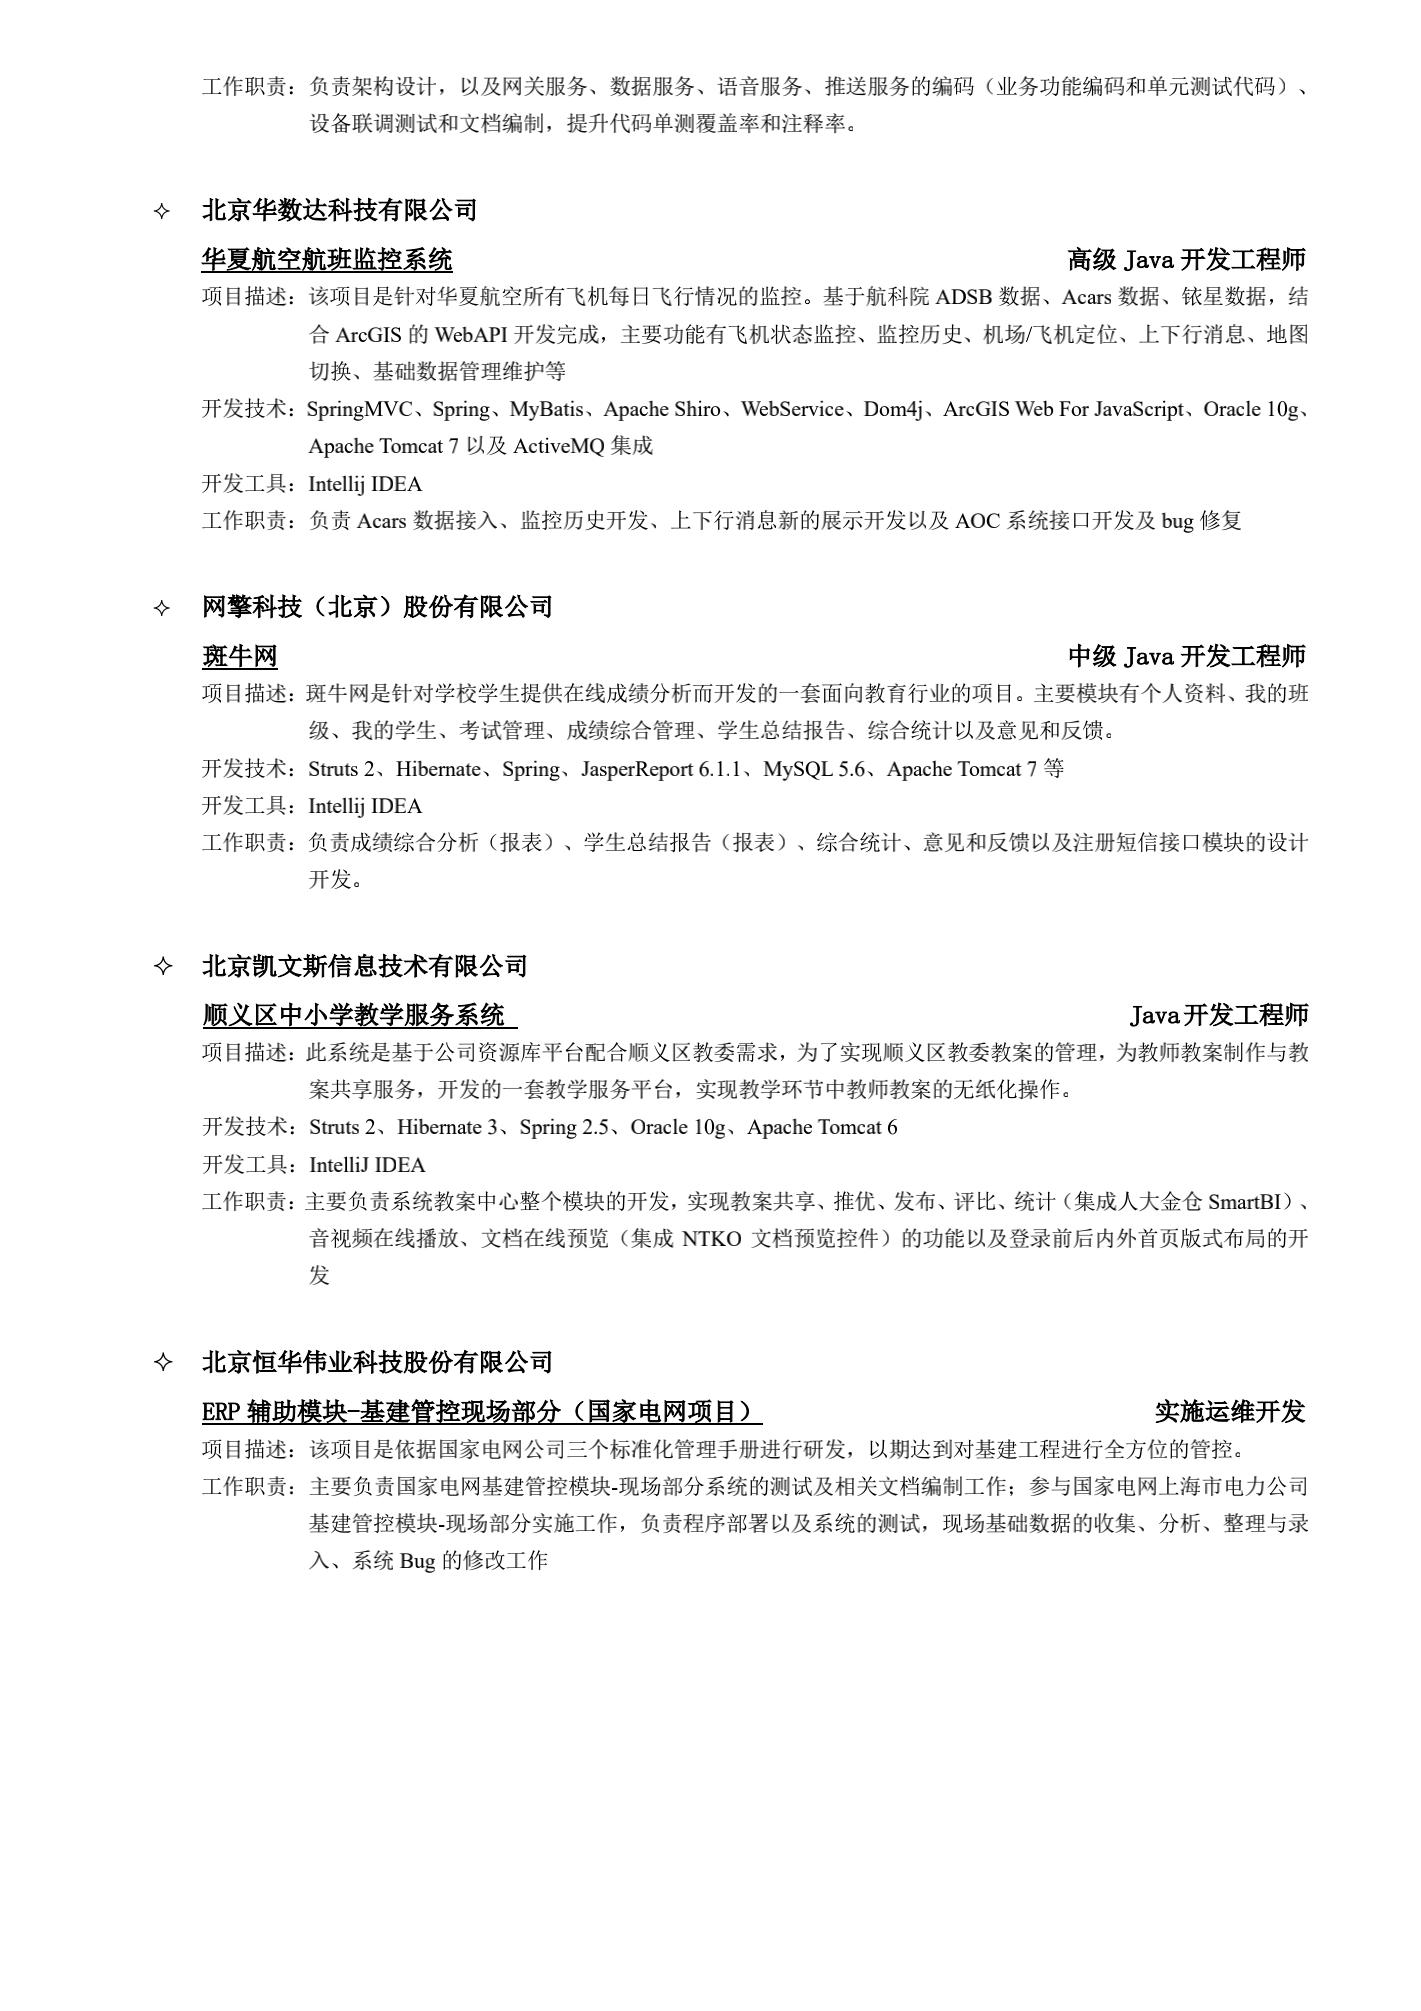 工作职责：负责架构设计，以及网关服务、数据服务、语音服务、推送服务的编码（业务功能编码和单元测试代码）、
设备联调测试和文档编制，提升代码单测覆盖率和注释率。
✧ 北京华数达科技有限公司
华夏航空航班监控系统 高级 Java 开发工程师
项目描述：该项目是针对华夏航空所有飞机每日飞行情况的监控。基于航科院 ADSB 数据、Acars 数据、铱星数据，结
合 ArcGIS 的 WebAPI 开发完成，主要功能有飞机状态监控、监控历史、机场/飞机定位、上下行消息、地图
切换、基础数据管理维护等
开发技术：SpringMVC、Spring、MyBatis、Apache Shiro、WebService、Dom4j、ArcGIS Web For JavaScript、Oracle 10g、
Apache Tomcat 7 以及 ActiveMQ 集成
开发工具：Intellij IDEA
工作职责：负责 Acars 数据接入、监控历史开发、上下行消息新的展示开发以及 AOC 系统接口开发及 bug 修复
✧ 网擎科技（北京）股份有限公司
斑牛网 中级 Java 开发工程师
项目描述：斑牛网是针对学校学生提供在线成绩分析而开发的一套面向教育行业的项目。主要模块有个人资料、我的班
级、我的学生、考试管理、成绩综合管理、学生总结报告、综合统计以及意见和反馈。
开发技术：Struts 2、Hibernate、Spring、JasperReport 6.1.1、MySQL 5.6、Apache Tomcat 7 等
开发工具：Intellij IDEA
工作职责：负责成绩综合分析（报表）、学生总结报告（报表）、综合统计、意见和反馈以及注册短信接口模块的设计
开发。
✧ 北京凯文斯信息技术有限公司
顺义区中小学教学服务系统 Java开发工程师
项目描述：此系统是基于公司资源库平台配合顺义区教委需求，为了实现顺义区教委教案的管理，为教师教案制作与教
案共享服务，开发的一套教学服务平台，实现教学环节中教师教案的无纸化操作。
开发技术：Struts 2、Hibernate 3、Spring 2.5、Oracle 10g、Apache Tomcat 6
开发工具：IntelliJ IDEA
工作职责：主要负责系统教案中心整个模块的开发，实现教案共享、推优、发布、评比、统计（集成人大金仓 SmartBI）、
音视频在线播放、文档在线预览（集成 NTKO 文档预览控件）的功能以及登录前后内外首页版式布局的开
发
✧ 北京恒华伟业科技股份有限公司
ERP 辅助模块-基建管控现场部分（国家电网项目） 实施运维开发
项目描述：该项目是依据国家电网公司三个标准化管理手册进行研发，以期达到对基建工程进行全方位的管控。
工作职责：主要负责国家电网基建管控模块-现场部分系统的测试及相关文档编制工作；参与国家电网上海市电力公司
基建管控模块-现场部分实施工作，负责程序部署以及系统的测试，现场基础数据的收集、分析、整理与录
入、系统 Bug 的修改工作